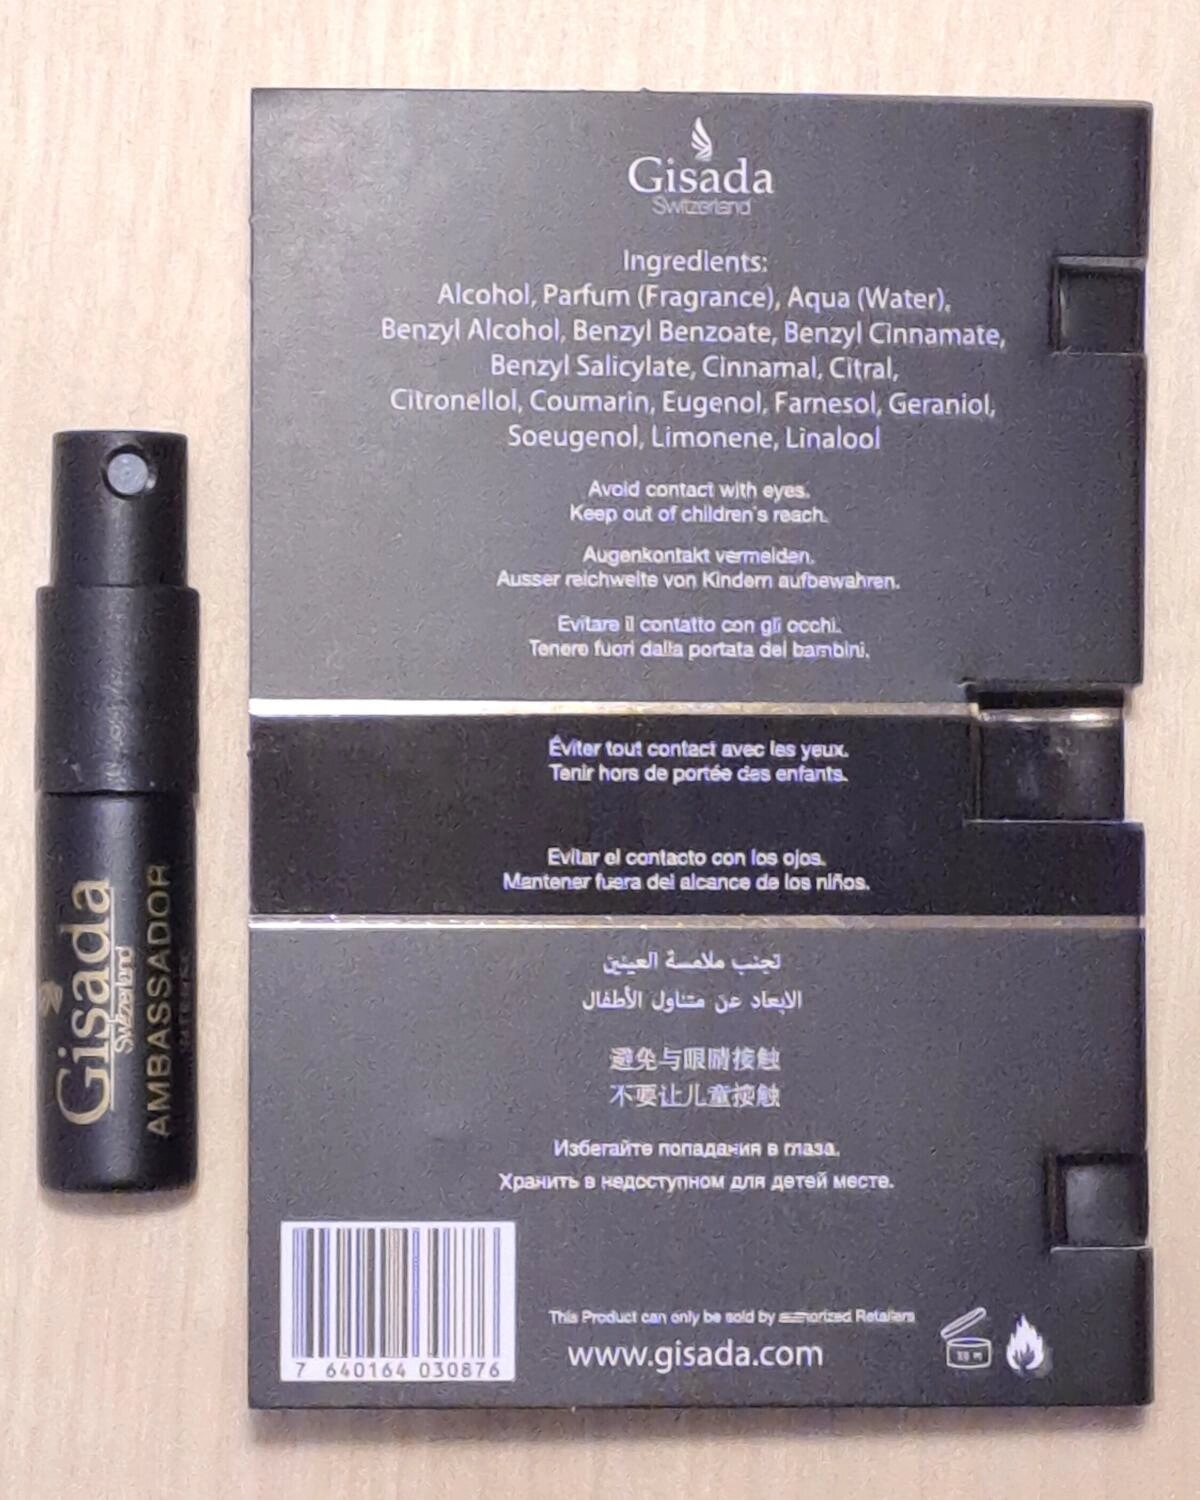 Gisada
Switzerland
AMBASSADOR
Gisada
Switzerland
Ingredients:
Alcohol, Parfum (Fragrance), Aqua (Water),
Benzyl Alcohol, Benzyl Benzoate, Benzyl Cinnamate,
Benzyl Salicylate, Cinnamal, Citral,
Citronellol, Coumarin, Eugenol, Farnesol, Geraniol,
Soeugenol, Limonene, Linalool
Avoid contact with eyes.
Keep out of children's reach.
Augenkontakt vermeiden.
Ausser reichweite von Kindern aufbewahren.
Evitare il contatto con gli occhi.
Tenere fuori dalla portata dei bambini.
Éviter tout contact avec les yeux.
Tenir hors de portée des enfants.
Evitar el contacto con los ojos.
Mantener fuera del alcance de los niños.
تجنب ملامسة العينين
الابعاد عن متناول الأطفال
避免与眼睛接触
不要让儿童接触
Избегайте попадания в глаза.
Хранить в недоступном для детей месте.
7 640164 030876
This Product can only be sold by authorized Retailers
www.gisada.com